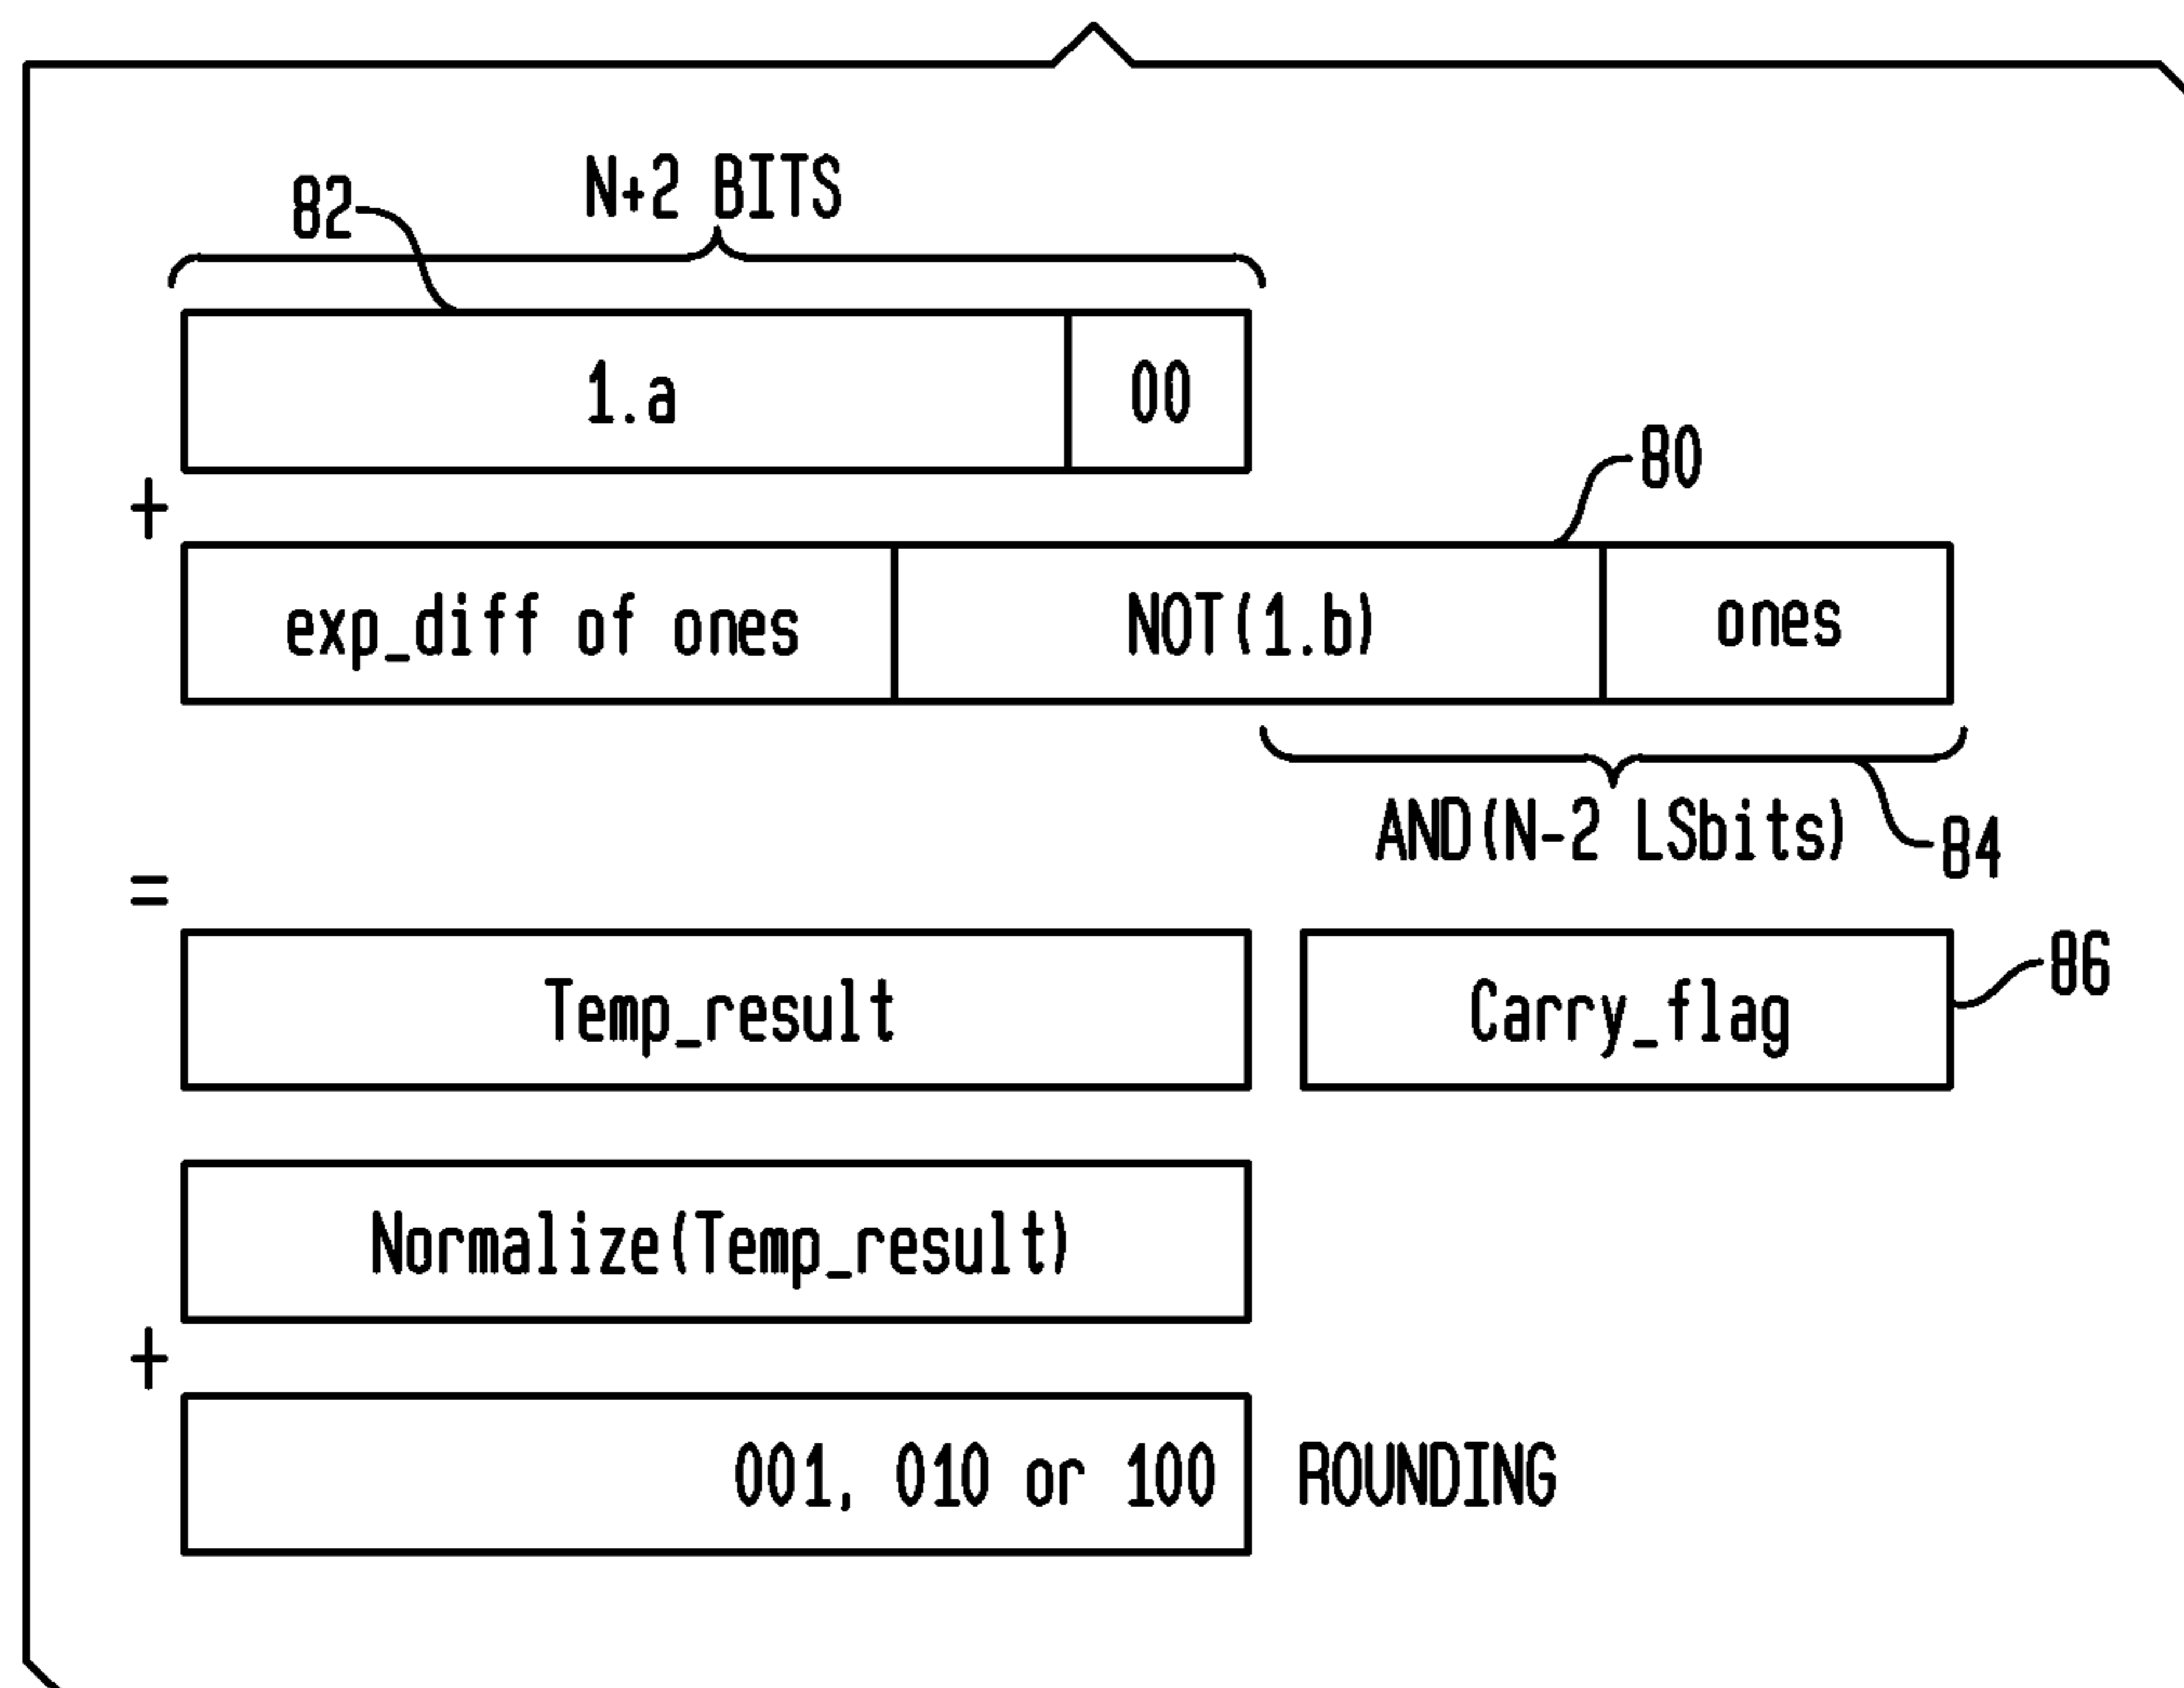 82
N+2 BITS
1.a
00
+
80
exp_diff of ones
NOT(1.b)
ones
AND(N-2 LSbits)
84
=
Temp_result
Carry_flag
86
Normalize(Temp_result)
+
001, 010 or 100
ROUNDING